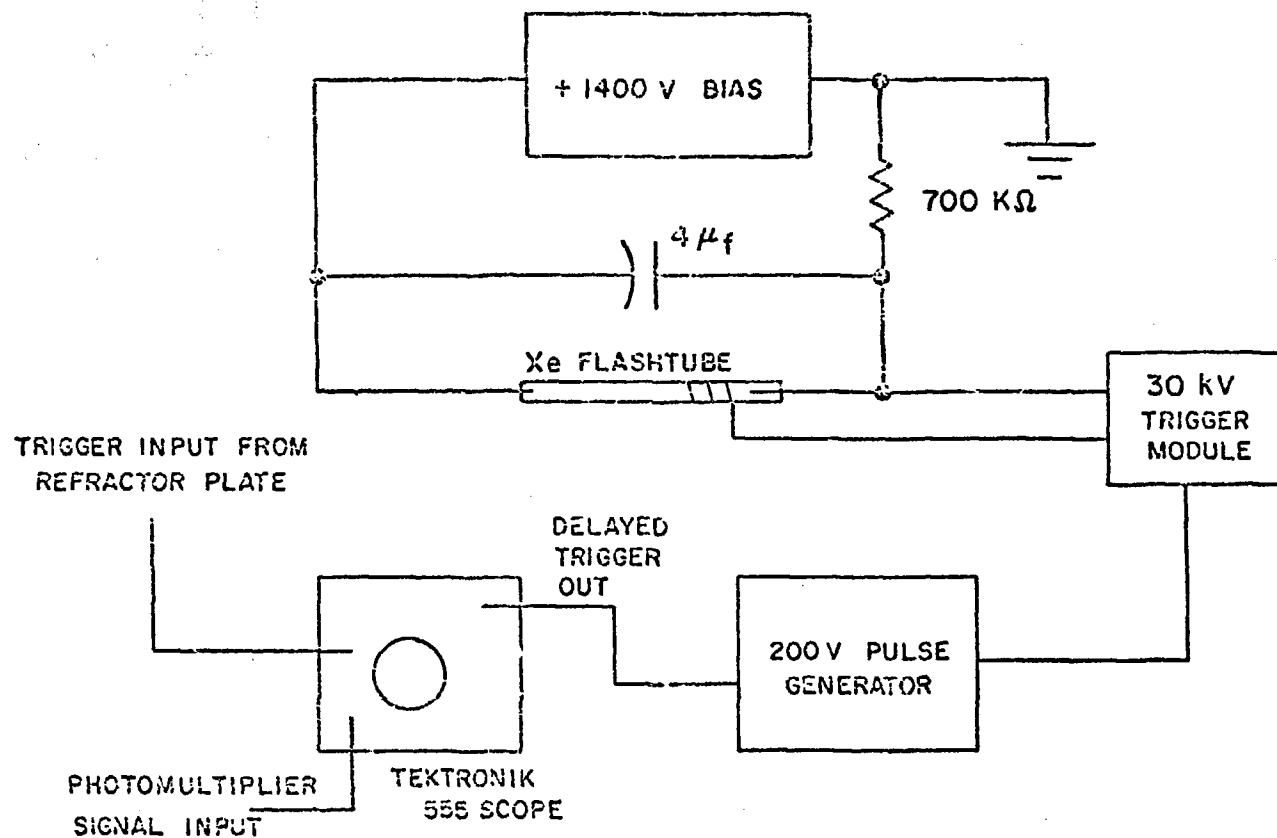 + 1400 V BIAS
700 KΩ
4 μf
Xe FLASHTUBE
30 kV
TRIGGER
MODULE
TRIGGER INPUT FROM
REFRACTOR PLATE
DELAYED
TRIGGER
OUT
200 V PULSE
GENERATOR
PHOTOMULTIPLIER
SIGNAL INPUT
TEKTRONIK
555 SCOPE